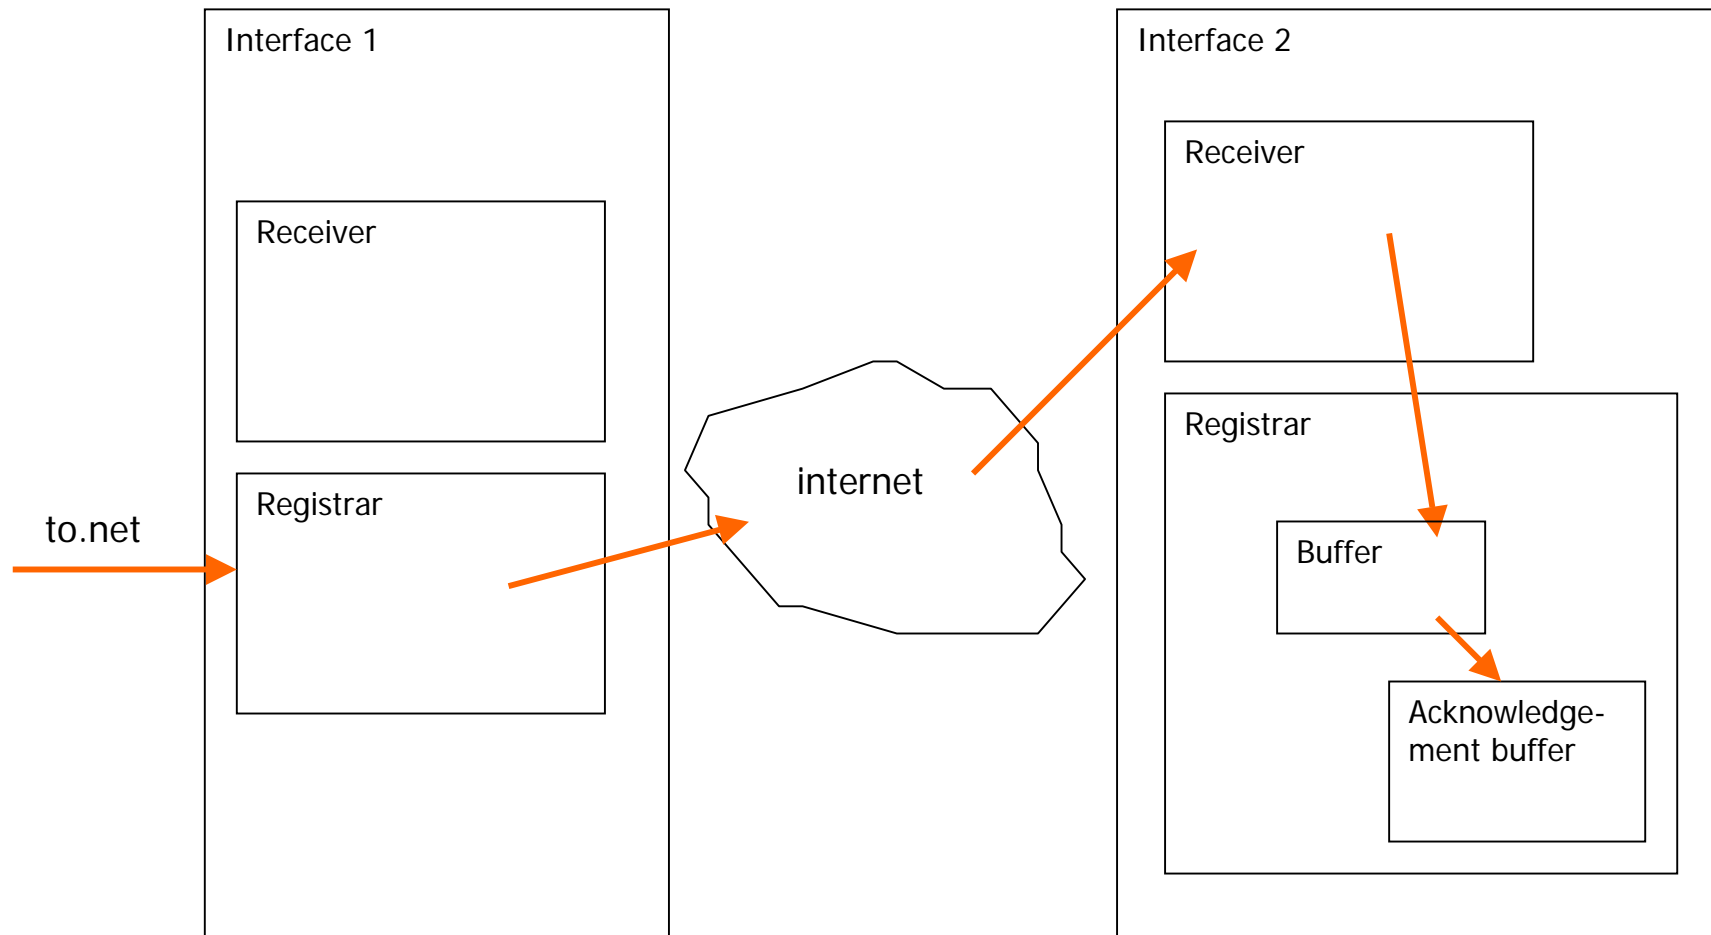 Interface 1
Receiver
Registrar
to.net
internet
Interface 2
Receiver
Registrar
Buffer
Acknowledge-
ment buffer